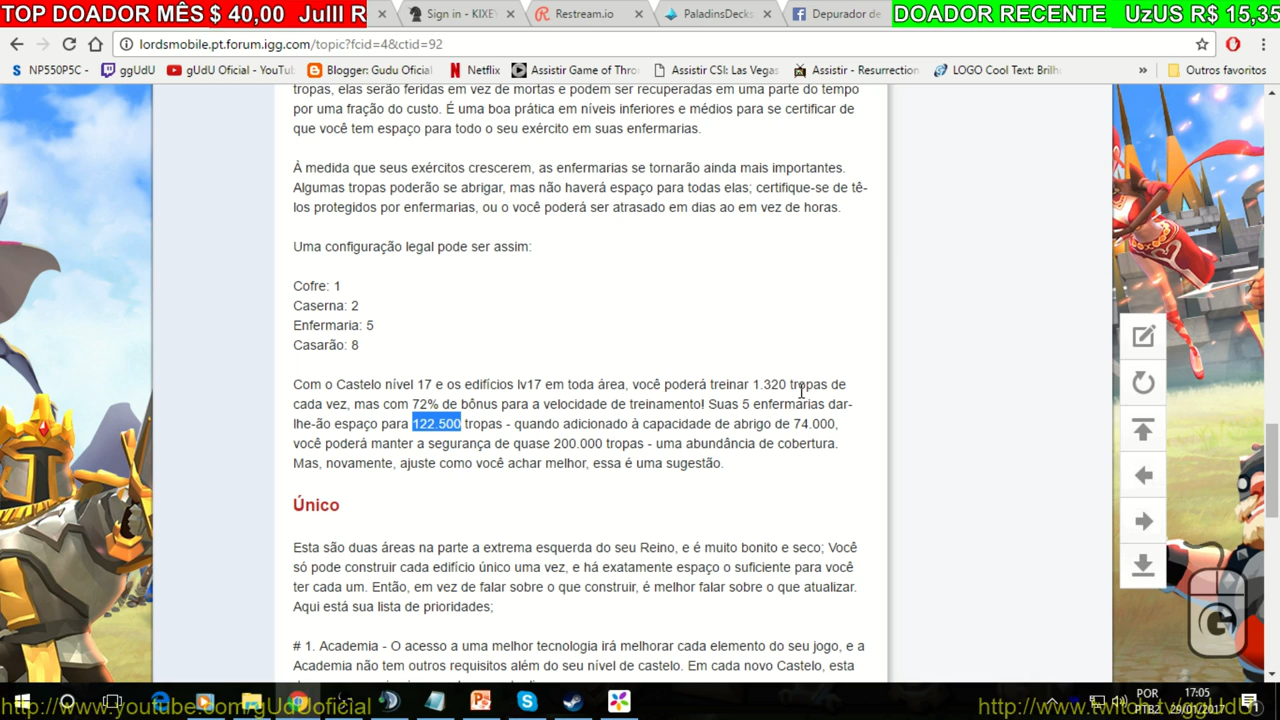 TOP DOADOR MÊS $ 40,00 JulIl R
DOADOR RECENTE UzUS R$ 15,35
Sign in - KIXEY
Restream.io
PaladinsDecks
Depurador de
lordsmobile.pt.forum.igg.com/topic?fcid=4&ctid=92
NP550P5C -
ggUdU
gUdU Oficial - YouTu
Blogger: Gudu Oficial
Netflix
Assistir Game of Thro
Assistir CSI: Las Vegas
Assistir - Resurrection
LOGO Cool Text: Brilh
»
Outros favoritos
tropas, elas serão feridas em vez de mortas e podem ser recuperadas em uma parte do tempo
por uma fração do custo. É uma boa prática em níveis inferiores e médios para se certificar de
que você tem espaço para todo o seu exército em suas enfermarias.
À medida que seus exércitos crescerem, as enfermarias se tornarão ainda mais importantes.
Algumas tropas poderão se abrigar, mas não haverá espaço para todas elas; certifique-se de tê-
los protegidos por enfermarias, ou o você poderá ser atrasado em dias ao em vez de horas.
Uma configuração legal pode ser assim:
Cofre: 1
Caserna: 2
Enfermaria: 5
Casarão: 8
Com o Castelo nível 17 e os edifícios lv17 em toda área, você poderá treinar 1.320 tropas de
cada vez, mas com 72% de bônus para a velocidade de treinamento! Suas 5 enfermarias dar-
lhe-ão espaço para 122.500 tropas - quando adicionado à capacidade de abrigo de 74.000,
você poderá manter a segurança de quase 200.000 tropas - uma abundância de cobertura.
Mas, novamente, ajuste como você achar melhor, essa é uma sugestão.
Único
Esta são duas áreas na parte a extrema esquerda do seu Reino, e é muito bonito e seco; Você
só pode construir cada edifício único uma vez, e há exatamente espaço o suficiente para você
ter cada um. Então, em vez de falar sobre o que construir, é melhor falar sobre o que atualizar.
Aqui está sua lista de prioridades;
# 1. Academia - O acesso a uma melhor tecnologia irá melhorar cada elemento do seu jogo, e a
Academia não tem outros requisitos além do seu nível de castelo. Em cada novo Castelo, esta
POR
PTB2
17:05
29/01/2017
http://www.youtube.com/gUdUoficial